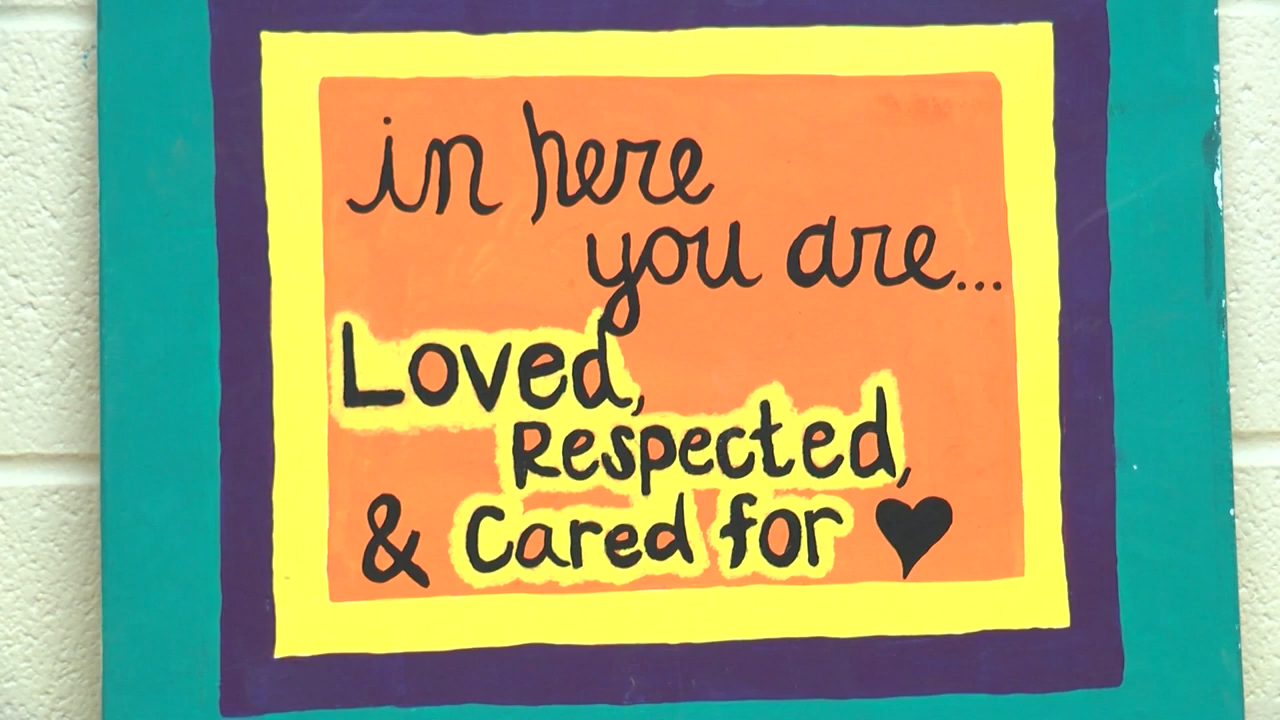 in here
you are...
Loved,
Respected,
& Cared for ♥